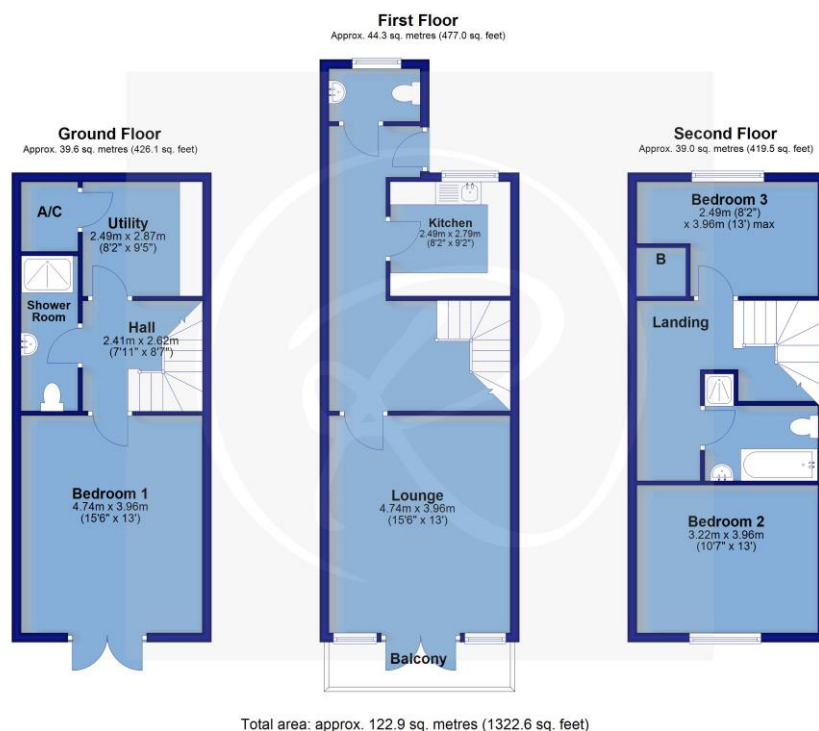 First Floor
Approx. 44.3 sq. metres (477.0 sq. feet)
Ground Floor
Approx. 39.6 sq. metres (426.1 sq. feet)
A/C
Utility
2.49m x 2.87m
(8'2" x 9'5")
Shower
Room
Hall
2.41m x 2.62m
(7'11" x 8'7")
Bedroom 1
4.74m x 3.96m
(15'6" x 13')
Kitchen
2.49m x 2.79m
(8'2" x 9'2")
Lounge
4.74m x 3.96m
(15'6" x 13')
Balcony
Second Floor
Approx. 39.0 sq. metres (419.5 sq. feet)
Bedroom 3
2.49m (8'2")
x 3.96m (13') max
B
Landing
Bedroom 2
3.22m x 3.96m
(10'7" x 13')
Total area: approx. 122.9 sq. metres (1322.6 sq. feet)